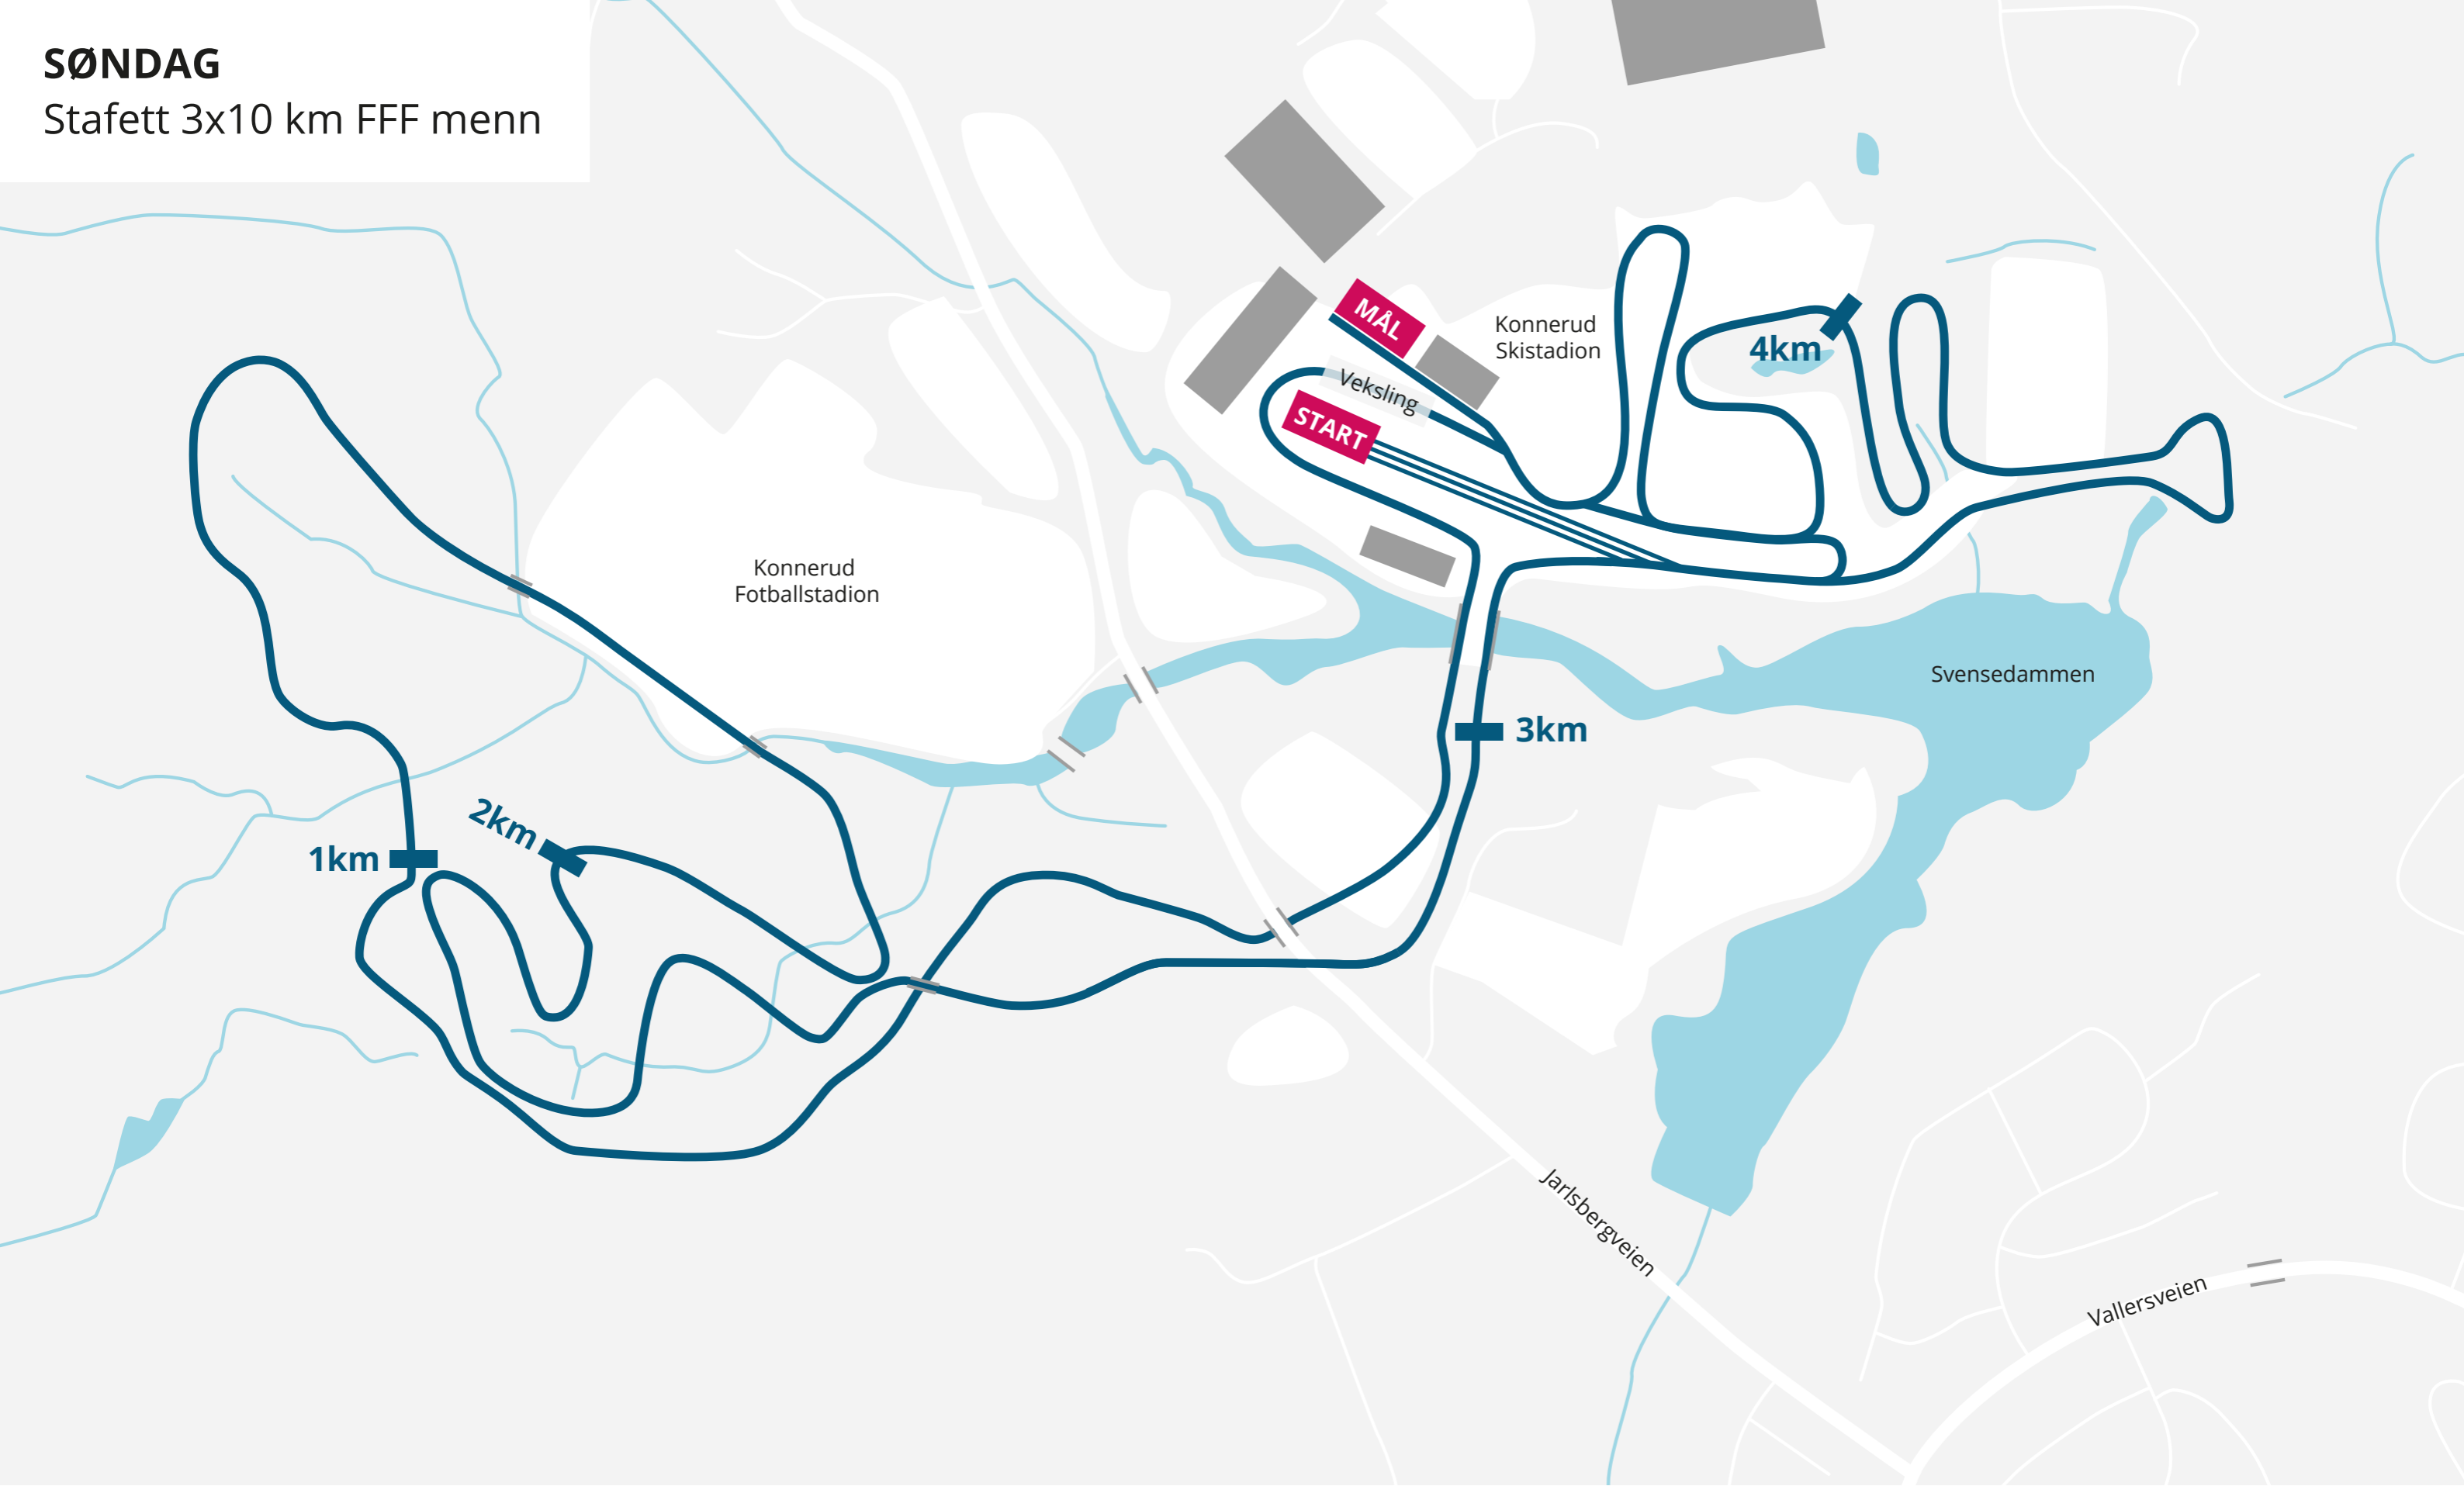 SØNDAG
Stafett 3x10 km FFF menn
MÅL
Konnerud
Skistadion
4km
Veksling
START
Konnerud
Fotballstadion
Svensedammen
3km
2km
1km
Jarlsbergveien
Vallersveien